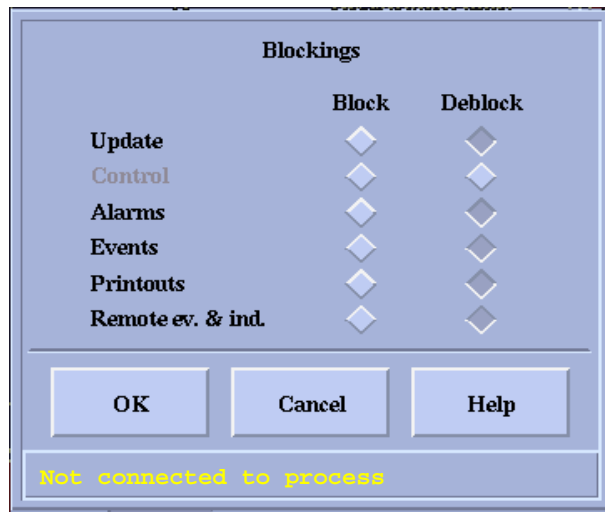 Blockings
Block Deblock
Update
Control
Alarms
Events
Printouts
Remote ev. & ind.
OK Cancel Help
Not connected to process